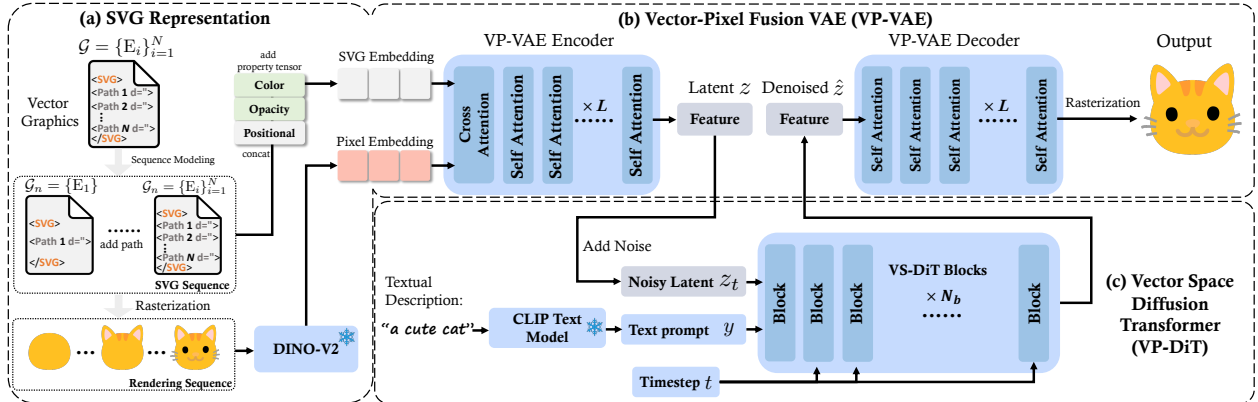 (a) SVG Representation
𝒢 = {E_i}_{i=1}^N
<SVG>
<Path 1 d=">
<Path 2 d=">
⋮
<Path N d=">
</SVG>
Vector
Graphics
Sequence Modeling
add
property tensor
Color
Opacity
Positional
concat
𝒢_n = {E_1}
<SVG>
<Path 1 d=">
</SVG>
......
add path
𝒢_n = {E_i}_{i=1}^N
<SVG>
<Path 1 d=">
<Path 2 d=">
⋮
<Path N d=">
</SVG>
SVG Sequence
Rasterization
...
...
Rendering Sequence
DINO-V2
(b) Vector-Pixel Fusion VAE (VP-VAE)
SVG Embedding
Pixel Embedding
VP-VAE Encoder
Cross
Attention
Self Attention
Self Attention
× L
......
Self Attention
Latent z
Feature
Denoised ẑ
Feature
VP-VAE Decoder
Self Attention
Self Attention
Self Attention
× L
......
Self Attention
Rasterization
Output
Add Noise
Noisy Latent z_t
Textual
Description:
"a cute cat"
CLIP Text
Model
Text prompt y
Timestep t
Block
Block
Block
VS-DiT Blocks
× N_b
......
Block
(c) Vector Space
Diffusion
Transformer
(VP-DiT)